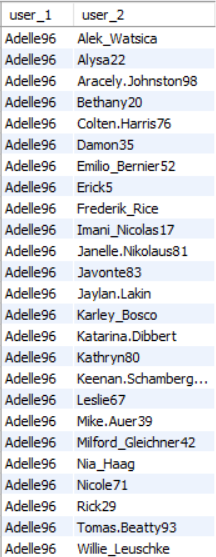 user_1 user_2
Adelle96 Alek_Watsica
Adelle96 Alysa22
Adelle96 Aracely.Johnston98
Adelle96 Bethany20
Adelle96 Colten.Harris76
Adelle96 Damon35
Adelle96 Emilio_Bernier52
Adelle96 Erick5
Adelle96 Frederik_Rice
Adelle96 Imani_Nicolas17
Adelle96 Janelle.Nikolaus81
Adelle96 Javonte83
Adelle96 Jaylan.Lakin
Adelle96 Karley_Bosco
Adelle96 Katarina.Dibbert
Adelle96 Kathryn80
Adelle96 Keenan.Schamberg...
Adelle96 Leslie67
Adelle96 Mike.Auer39
Adelle96 Milford_Gleichner42
Adelle96 Nia_Haag
Adelle96 Nicole71
Adelle96 Rick29
Adelle96 Tomas.Beatty93
Adelle96 Willie_Leuschke